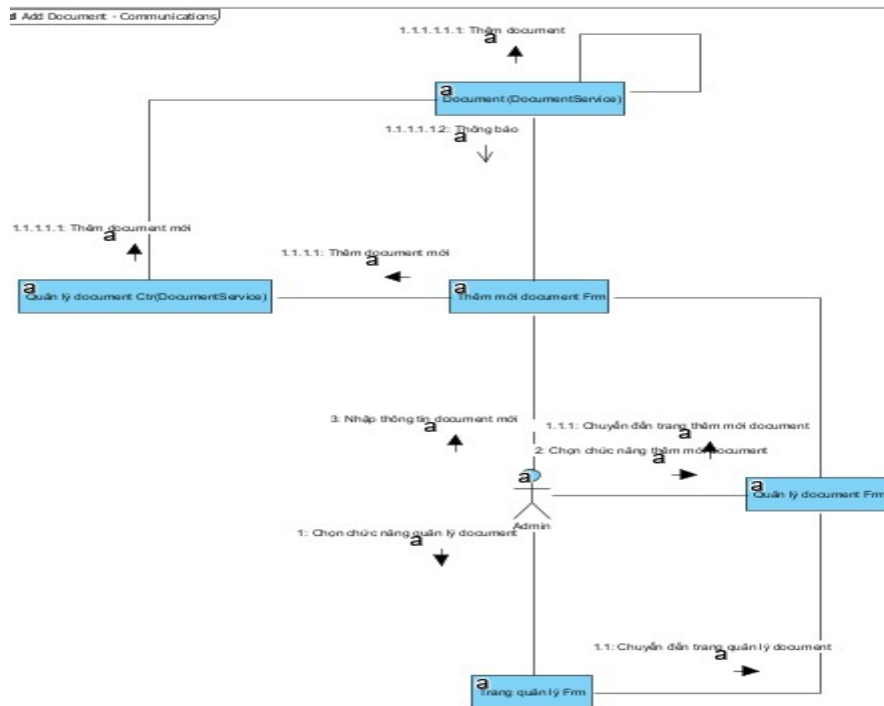 Add Document - Communications
1.1.1.1.1.1: Thêm document
a
a
Document (DocumentService)
1.1.1.1.1.2: Thông báo
a
1.1.1.1.1: Thêm document mới
a
1.1.1.1: Thêm document mới
a
a
Quản lý document Ctr(DocumentService)
a
Thêm mới document Frm
3: Nhập thông tin document mới
a
1.1.1: Chuyển đến trang thêm mới document
a
2: Chọn chức năng thêm mới document
a
a
Admin
a
Quản lý document Frm
1: Chọn chức năng quản lý document
a
1.1: Chuyển đến trang quản lý document
a
a
Trang quản lý Frm